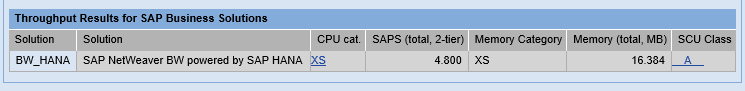 Throughput Results for SAP Business Solutions
Solution Solution CPU cat. SAPS (total, 2-tier) Memory Category Memory (total, MB) SCU Class
BW_HANA SAP NetWeaver BW powered by SAP HANA XS 4.800 XS 16.384 A